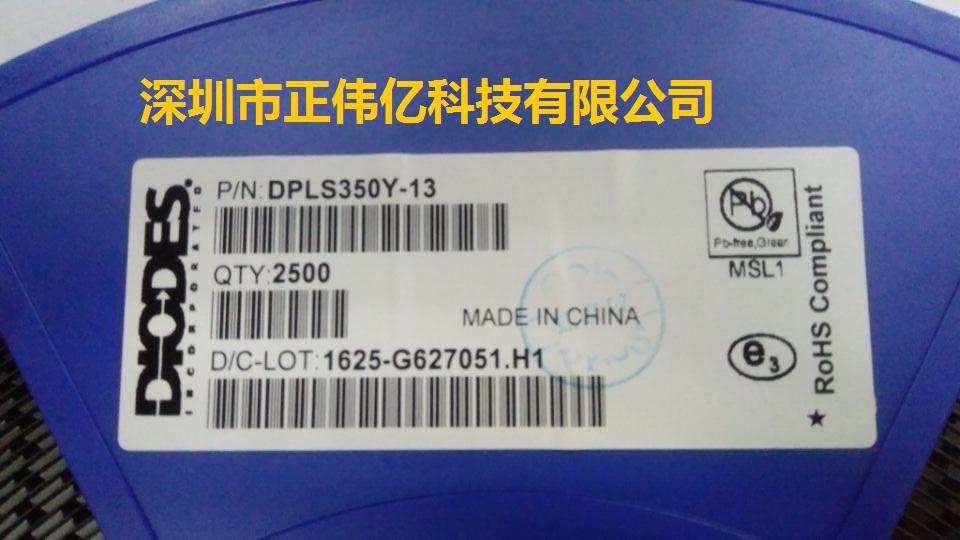 深圳市正伟亿科技有限公司
DIODES
INCORPORATED
P/N: DPLS350Y-13
QTY: 2500
MADE IN CHINA
D/C-LOT: 1625-G627051.H1
Pb
Pb-free,Green
MSL1
e3
★ RoHS Compliant